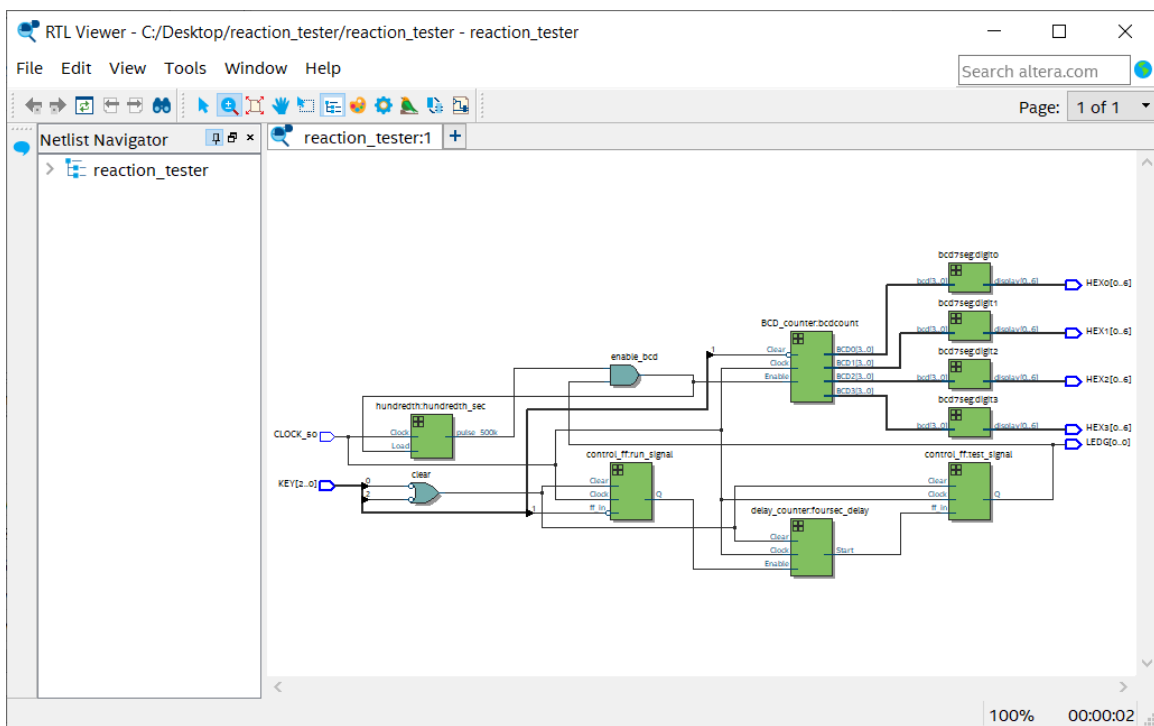 RTL Viewer - C:/Desktop/reaction_tester/reaction_tester - reaction_tester
File Edit View Tools Window Help
Search altera.com
Page: 1 of 1
Netlist Navigator
reaction_tester:1
reaction_tester
bcd7seg:digit0
bcd[3..0] display[0..6]
HEX0[0..6]
bcd7seg:digit1
bcd[3..0] display[0..6]
HEX1[0..6]
bcd7seg:digit2
bcd[3..0] display[0..6]
HEX2[0..6]
bcd7seg:digit3
bcd[3..0] display[0..6]
HEX3[0..6]
LEDG[0..0]
BCD_counter:bcdcount
1
Clear
Clock
Enable
BCD0[3..0]
BCD1[3..0]
BCD2[3..0]
BCD3[3..0]
enable_bcd
hundredth:hundredth_sec
Clock
Load
pulse_500k
CLOCK_50
KEY[2..0]
0
2
clear
1
control_ff:run_signal
Clear
Clock
ff_in
Q
delay_counter:foursec_delay
Clear
Clock
Enable
Start
control_ff:test_signal
Clear
Clock
ff_in
Q
100% 00:00:02